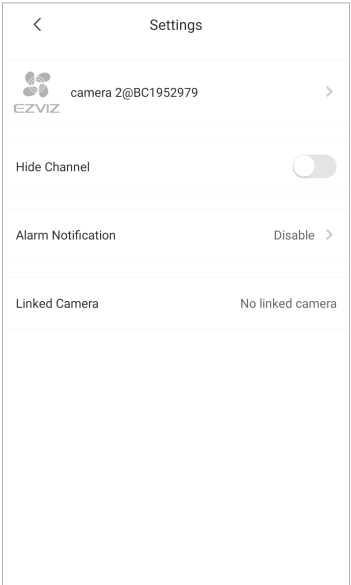 Settings
EZVIZ
camera 2@BC1952979
Hide Channel
Alarm Notification Disable
Linked Camera No linked camera